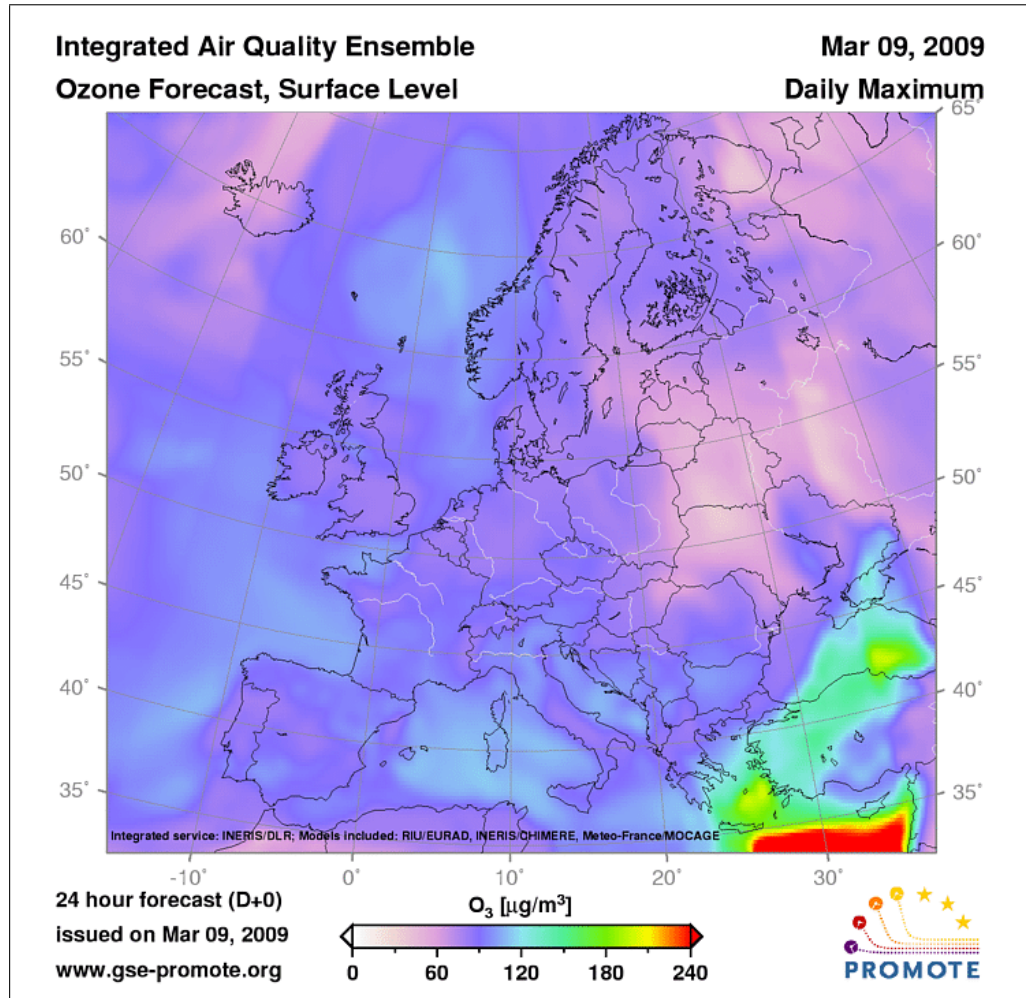 Integrated Air Quality Ensemble
Mar 09, 2009
Ozone Forecast, Surface Level
Daily Maximum
65°
60°
60°
55°
55°
50°
50°
45°
45°
40°
40°
35°
35°
Integrated service: INERIS/DLR; Models included: RIU/EURAD, INERIS/CHIMERE, Meteo-France/MOCAGE
-10° 0° 10° 20° 30°
24 hour forecast (D+0)
issued on Mar 09, 2009
www.gse-promote.org
O3 [μg/m³]
0 60 120 180 240
PROMOTE